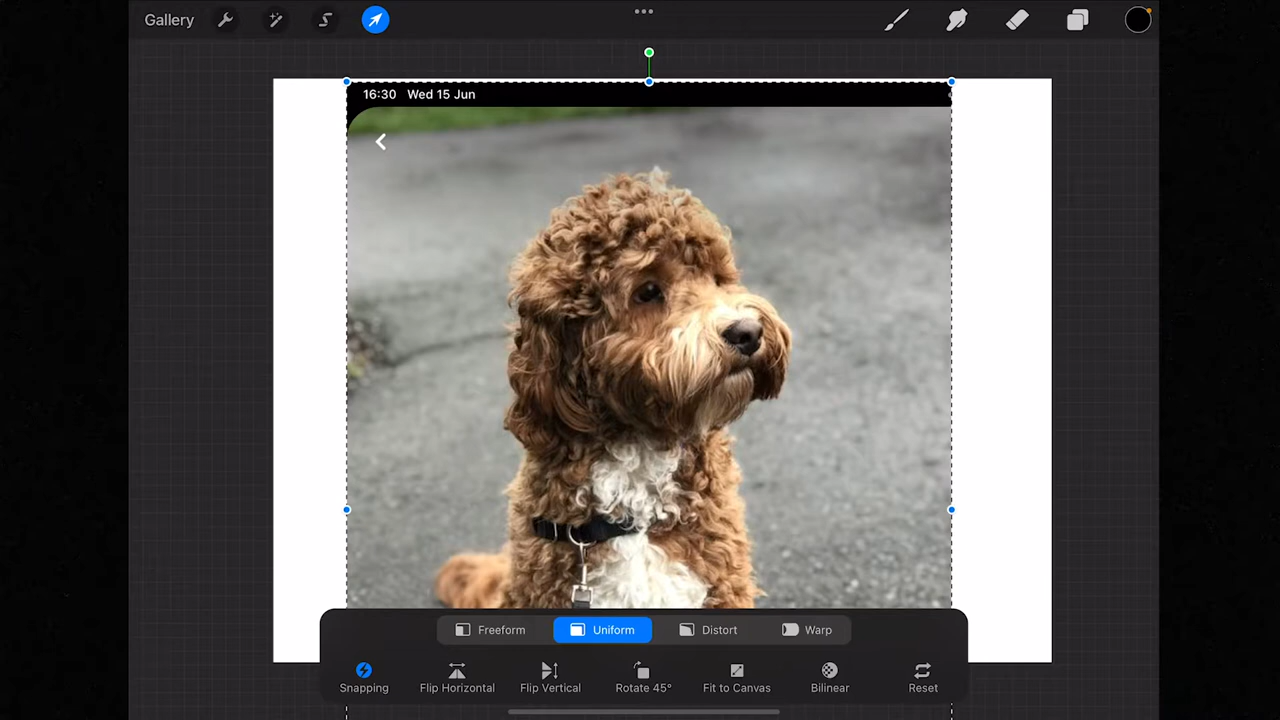 Gallery
16:30 Wed 15 Jun
Freeform Uniform Distort Warp
Snapping Flip Horizontal Flip Vertical Rotate 45° Fit to Canvas Bilinear Reset